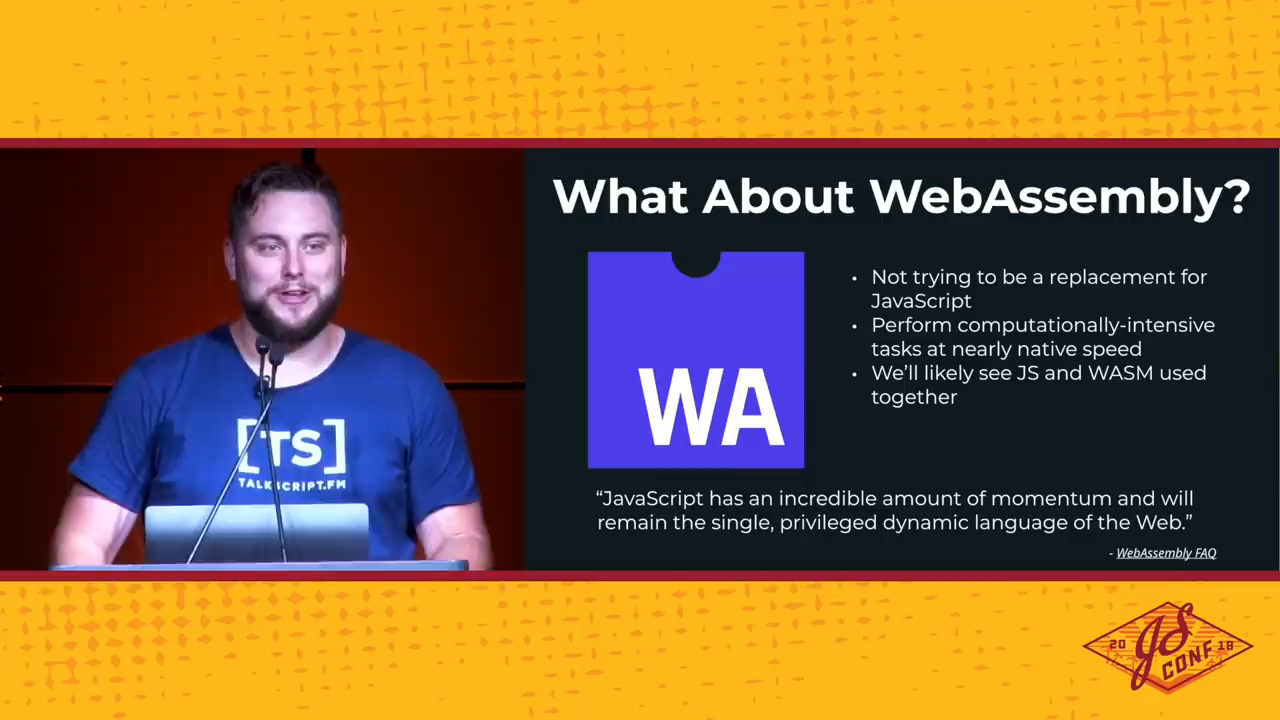 What About WebAssembly?
WA
• Not trying to be a replacement for
JavaScript
• Perform computationally-intensive
tasks at nearly native speed
• We’ll likely see JS and WASM used
together
“JavaScript has an incredible amount of momentum and will
remain the single, privileged dynamic language of the Web.”
- WebAssembly FAQ
[TS]
TALKSCRIPT.FM
20 JS 18
CONF